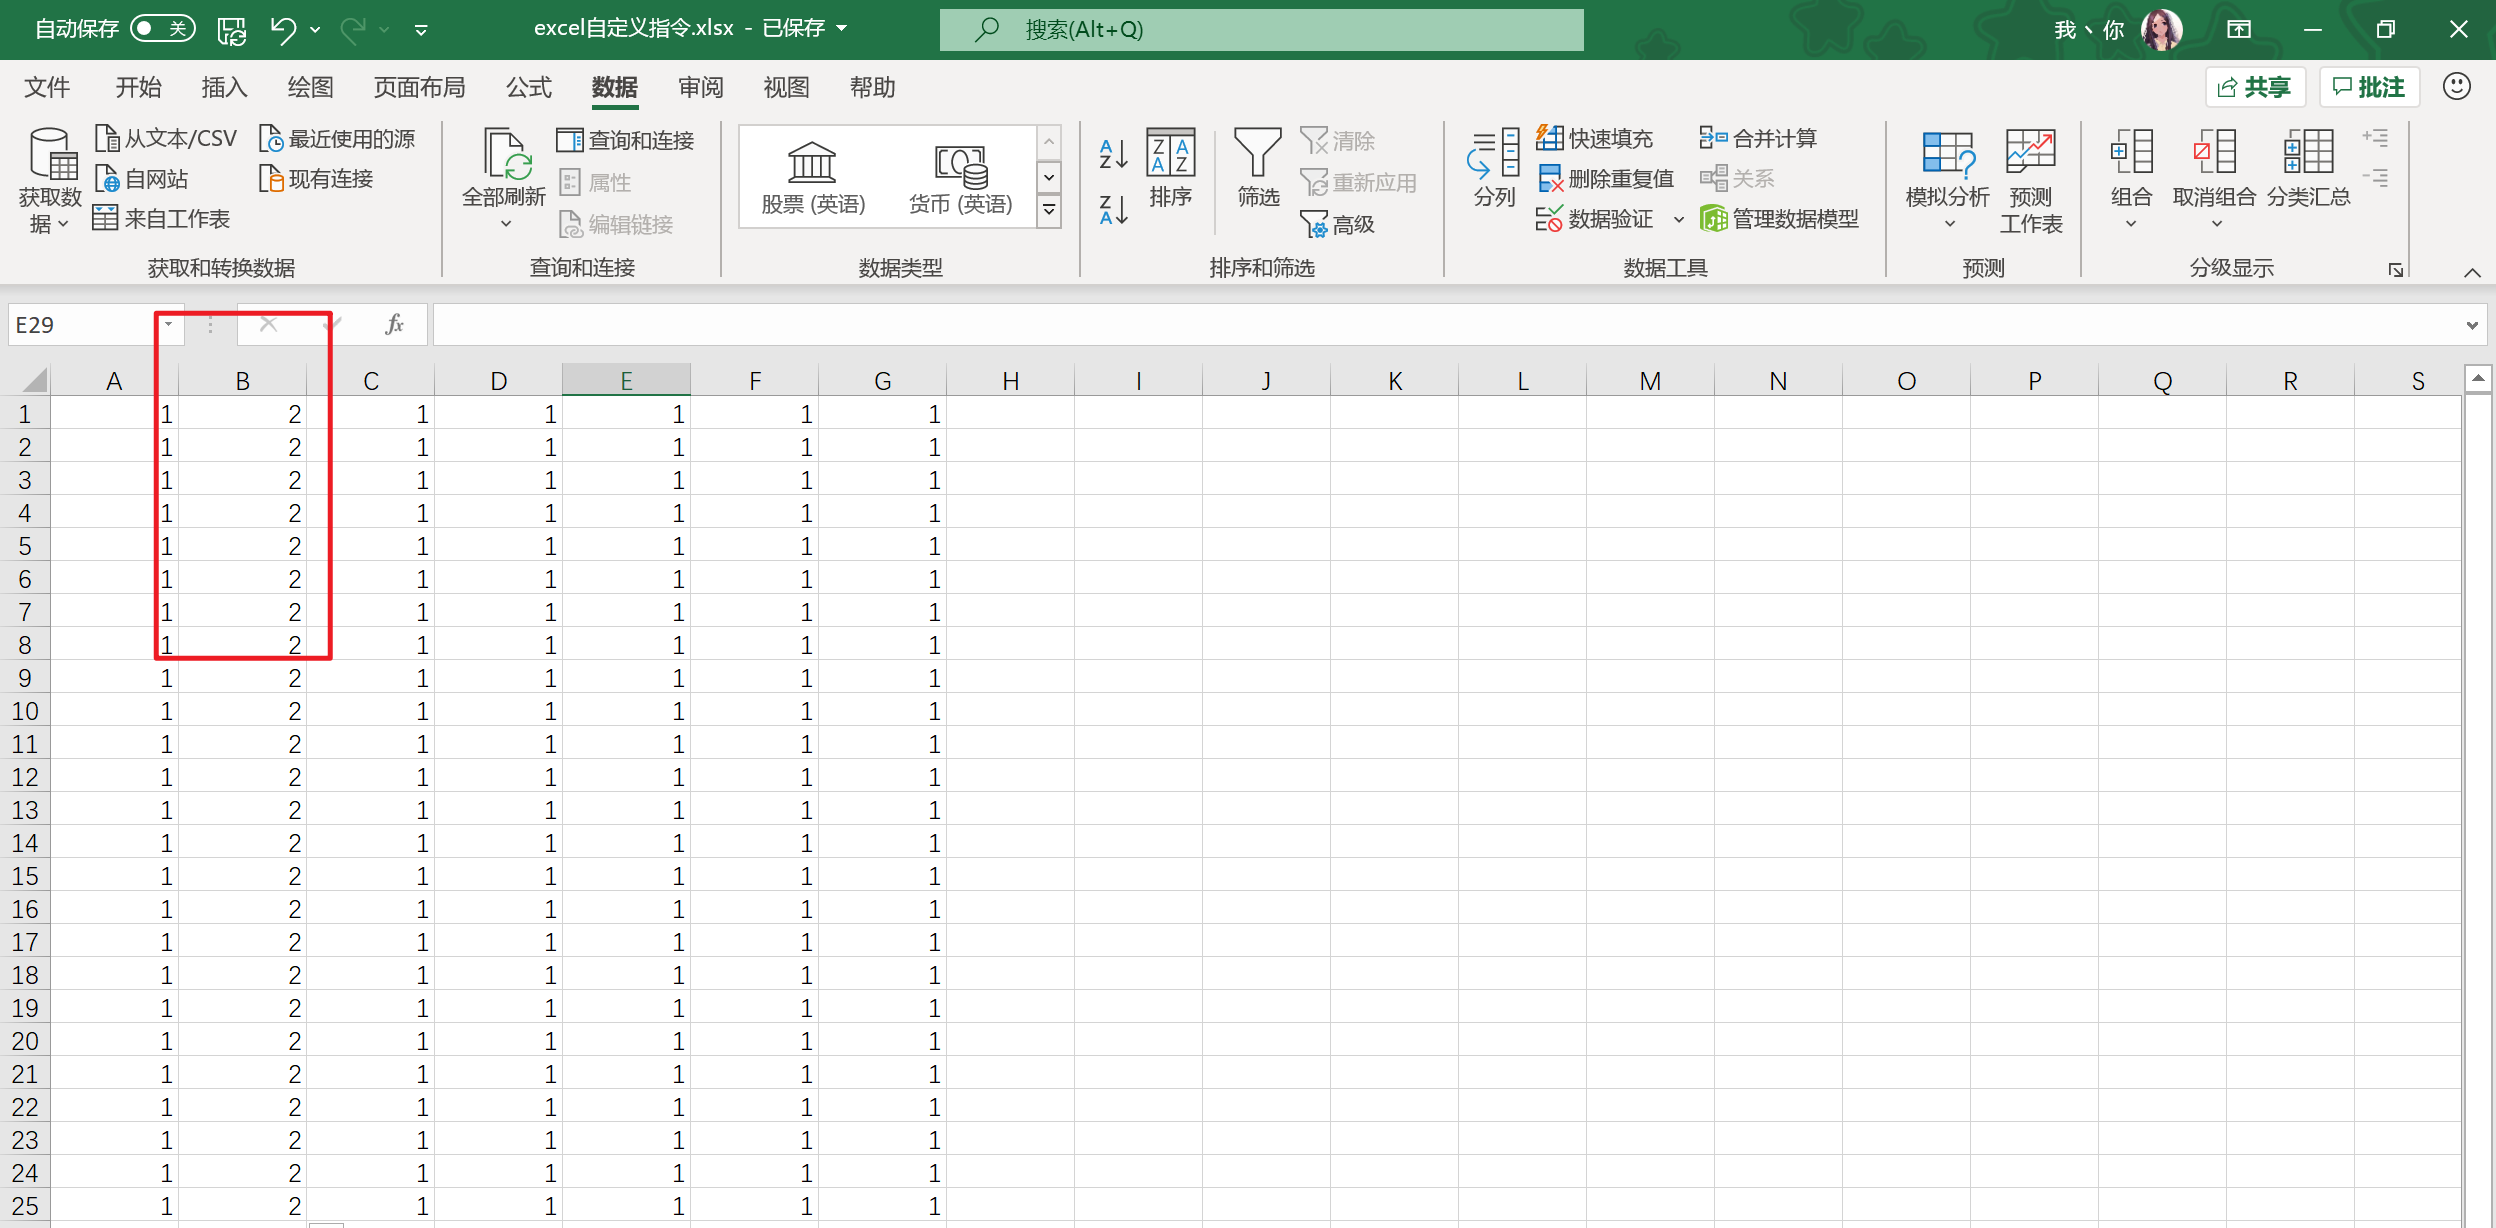 自动保存 关 excel自定义指令.xlsx - 已保存 搜索(Alt+Q) 我、你
文件 开始 插入 绘图 页面布局 公式 数据 审阅 视图 帮助 共享 批注
获取数据 从文本/CSV 自网站 来自工作表 最近使用的源 现有连接
全部刷新 查询和连接 属性 编辑链接
股票 (英语) 货币 (英语)
排序 筛选 清除 重新应用 高级
分列 快速填充 删除重复值 数据验证 合并计算 关系 管理数据模型
模拟分析 预测工作表
组合 取消组合 分类汇总
获取和转换数据 查询和连接 数据类型 排序和筛选 数据工具 预测 分级显示
E29 fx
A B C D E F G H I J K L M N O P Q R S
1 1 2 1 1 1 1 1
2 1 2 1 1 1 1 1
3 1 2 1 1 1 1 1
4 1 2 1 1 1 1 1
5 1 2 1 1 1 1 1
6 1 2 1 1 1 1 1
7 1 2 1 1 1 1 1
8 1 2 1 1 1 1 1
9 1 2 1 1 1 1 1
10 1 2 1 1 1 1 1
11 1 2 1 1 1 1 1
12 1 2 1 1 1 1 1
13 1 2 1 1 1 1 1
14 1 2 1 1 1 1 1
15 1 2 1 1 1 1 1
16 1 2 1 1 1 1 1
17 1 2 1 1 1 1 1
18 1 2 1 1 1 1 1
19 1 2 1 1 1 1 1
20 1 2 1 1 1 1 1
21 1 2 1 1 1 1 1
22 1 2 1 1 1 1 1
23 1 2 1 1 1 1 1
24 1 2 1 1 1 1 1
25 1 2 1 1 1 1 1